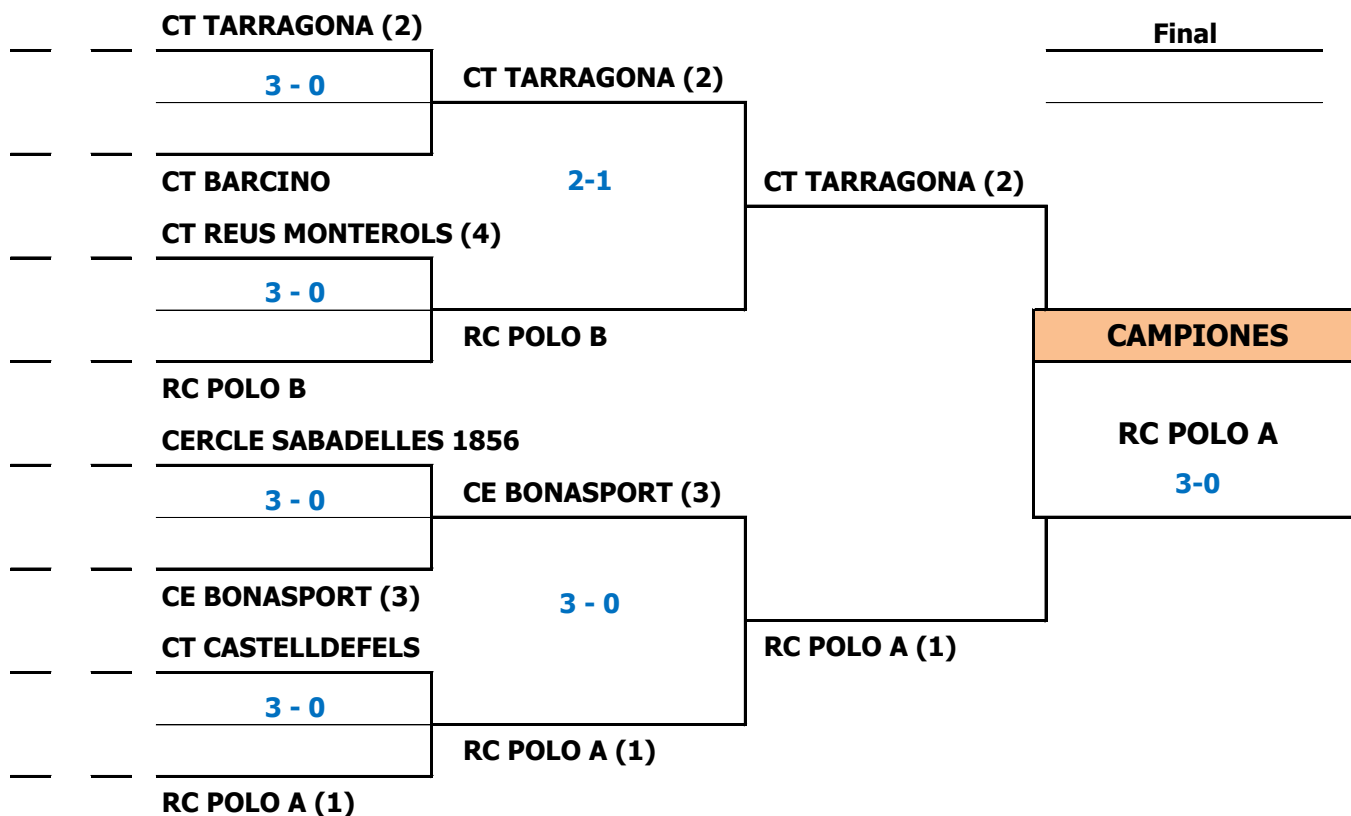 CT TARRAGONA (2)
Final
3 - 0
CT TARRAGONA (2)
CT BARCINO
2-1
CT TARRAGONA (2)
CT REUS MONTEROLS (4)
3 - 0
RC POLO B
CAMPIONES
RC POLO B
RC POLO A
CERCLE SABADELLES 1856
3-0
3 - 0
CE BONASPORT (3)
CE BONASPORT (3)
3 - 0
CT CASTELLDEFELS
RC POLO A (1)
3 - 0
RC POLO A (1)
RC POLO A (1)